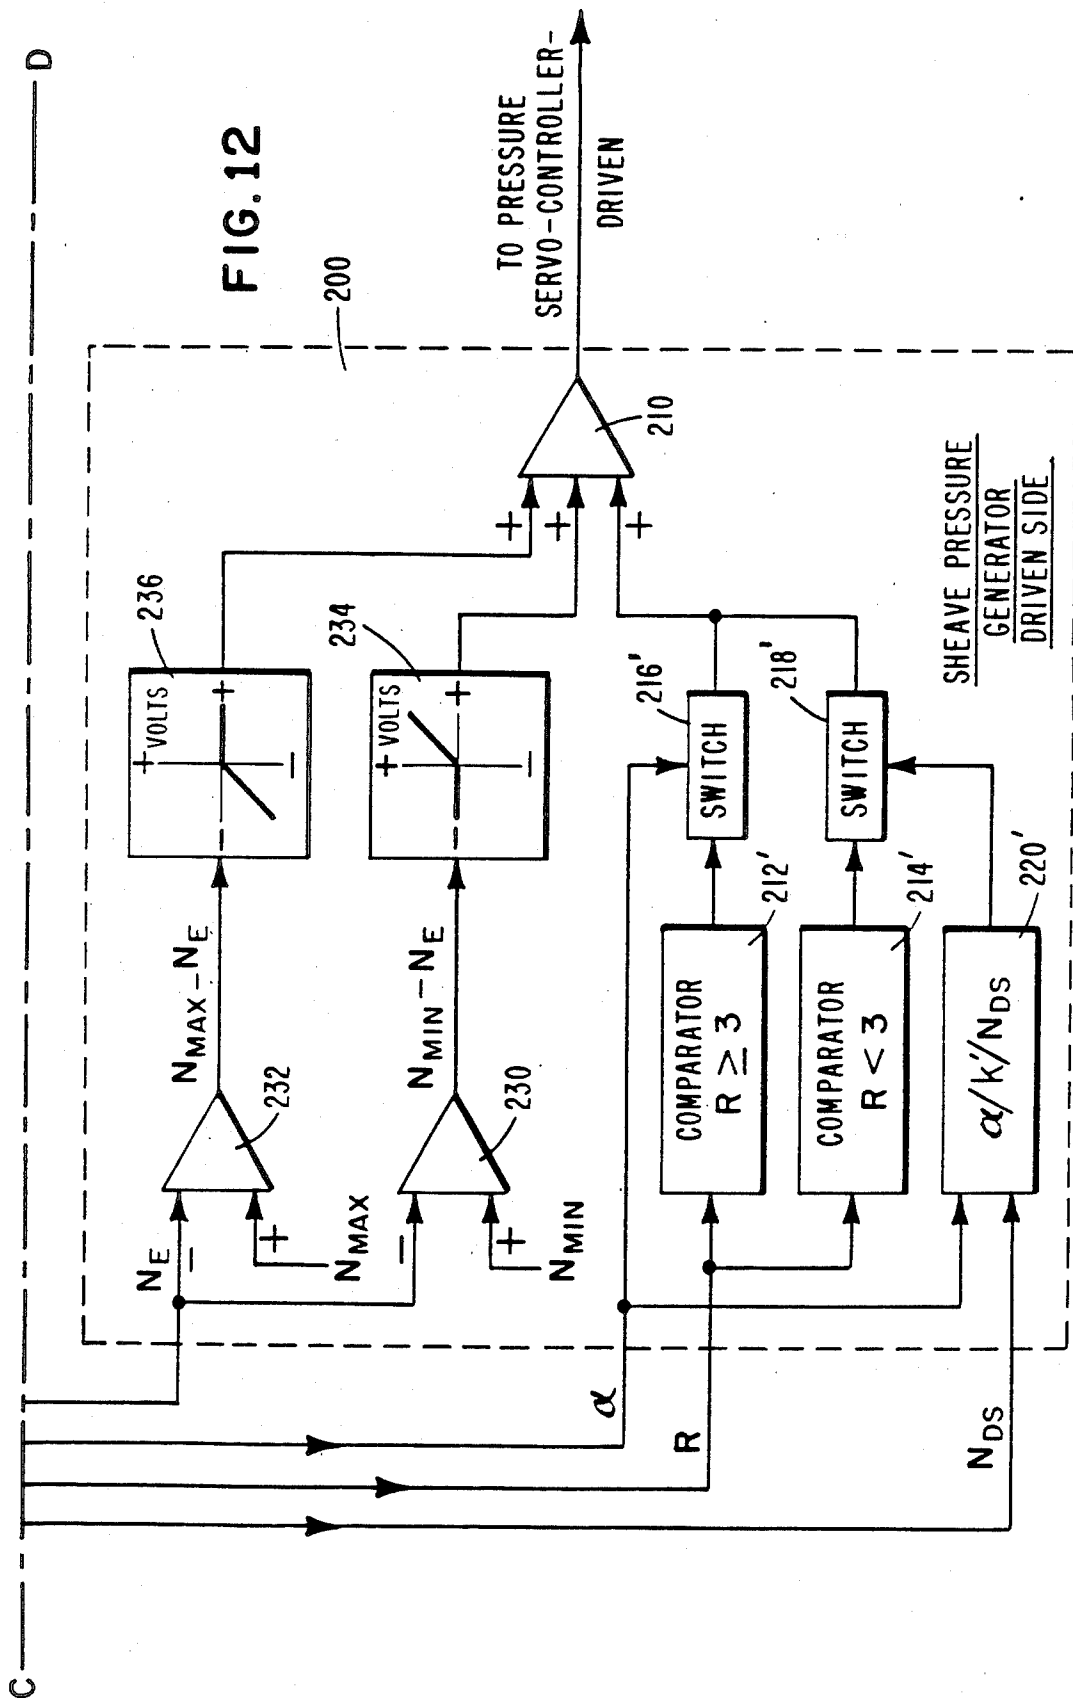 C
D
FIG. 12
200
TO PRESSURE
SERVO-CONTROLLER-
DRIVEN
N_E
−
+
N_MAX
232
N_MAX − N_E
+ VOLTS
− +
−
236
−
+
N_MIN
230
N_MIN − N_E
+ VOLTS
− +
−
234
+
+
+
210
α
R
N_DS
COMPARATOR
R ≥ 3
212'
SWITCH
216'
COMPARATOR
R < 3
214'
SWITCH
218'
α/k'/N_DS
220'
SHEAVE PRESSURE
GENERATOR
DRIVEN SIDE